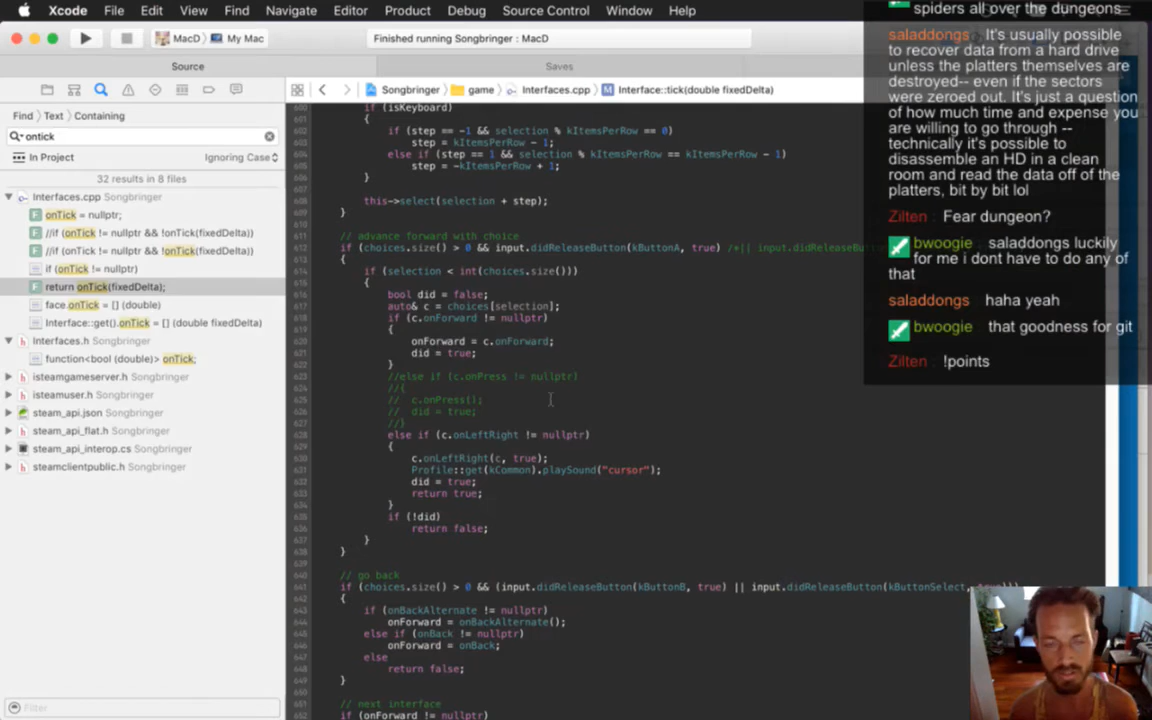 Xcode File Edit View Find Navigate Editor Product Debug Source Control Window Help
MacD My Mac
Finished running Songbringer : MacD
Source
Saves
Songbringer game Interfaces.cpp M Interface::tick(double fixedDelta)
Find Text Containing
ontick
In Project Ignoring Case
32 results in 8 files
Interfaces.cpp Songbringer
onTick = nullptr;
//if (onTick != nullptr && !onTick(fixedDelta))
//if (onTick != nullptr && !onTick(fixedDelta))
if (onTick != nullptr)
return onTick(fixedDelta);
face.onTick = [] (double)
Interface::get().onTick = [] (double fixedDelta)
Interfaces.h Songbringer
function<bool (double)> onTick;
isteamgameserver.h Songbringer
isteamuser.h Songbringer
steam_api.json Songbringer
steam_api_flat.h Songbringer
steam_api_interop.cs Songbringer
steamclientpublic.h Songbringer
Filter
if (isKeyboard)
{
if (step == -1 && selection % kItemsPerRow == 0)
step = kItemsPerRow - 1;
else if (step == 1 && selection % kItemsPerRow == kItemsPerRow - 1)
step = -kItemsPerRow + 1;
}
this->select(selection + step);
}
// advance forward with choice
if (choices.size() > 0 && input.didReleaseButton(kButtonA, true) /*|| input.didReleaseB
{
if (selection < int(choices.size()))
{
bool did = false;
auto& c = choices[selection];
if (c.onForward != nullptr)
{
onForward = c.onForward;
did = true;
}
//else if (c.onPress != nullptr)
//{
// c.onPress();
// did = true;
//}
else if (c.onLeftRight != nullptr)
{
c.onLeftRight(c, true);
Profile::get(kCommon).playSound("cursor");
did = true;
return true;
}
if (!did)
return false;
}
}
// go back
if (choices.size() > 0 && (input.didReleaseButton(kButtonB, true) || input.didReleaseButton(kButtonSelect, true)))
{
if (onBackAlternate != nullptr)
onForward = onBackAlternate();
else if (onBack != nullptr)
onForward = onBack;
else
return false;
}
// next interface
if (onForward != nullptr)
spiders all over the dungeons
saladdongs It's usually possible
to recover data from a hard drive
unless the platters themselves are
destroyed-- even if the sectors
were zeroed out. It's just a question
of how much time and expense you
are willing to go through --
technically it's possible to
disassemble an HD in a clean
room and read the data off of the
platters, bit by bit lol
Zilten Fear dungeon?
bwoogie saladdongs luckily
for me i dont have to do any of
that
saladdongs haha yeah
bwoogie that goodness for git
Zilten !points